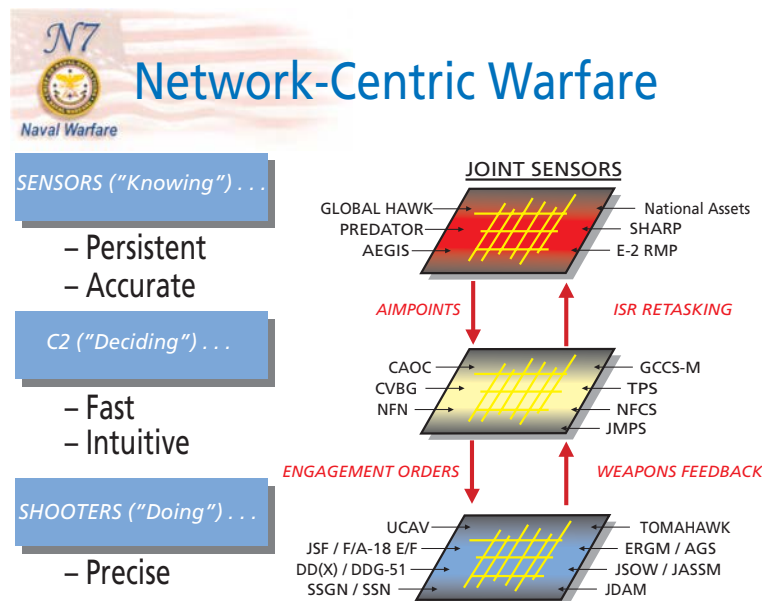 N7
Naval Warfare
Network-Centric Warfare
SENSORS ("Knowing") . . .
– Persistent
– Accurate
C2 ("Deciding") . . .
– Fast
– Intuitive
SHOOTERS ("Doing") . . .
– Precise
JOINT SENSORS
GLOBAL HAWK
PREDATOR
AEGIS
National Assets
SHARP
E-2 RMP
AIMPOINTS
ISR RETASKING
CAOC
CVBG
NFN
GCCS-M
TPS
NFCS
JMPS
ENGAGEMENT ORDERS
WEAPONS FEEDBACK
UCAV
JSF / F/A-18 E/F
DD(X) / DDG-51
SSGN / SSN
TOMAHAWK
ERGM / AGS
JSOW / JASSM
JDAM